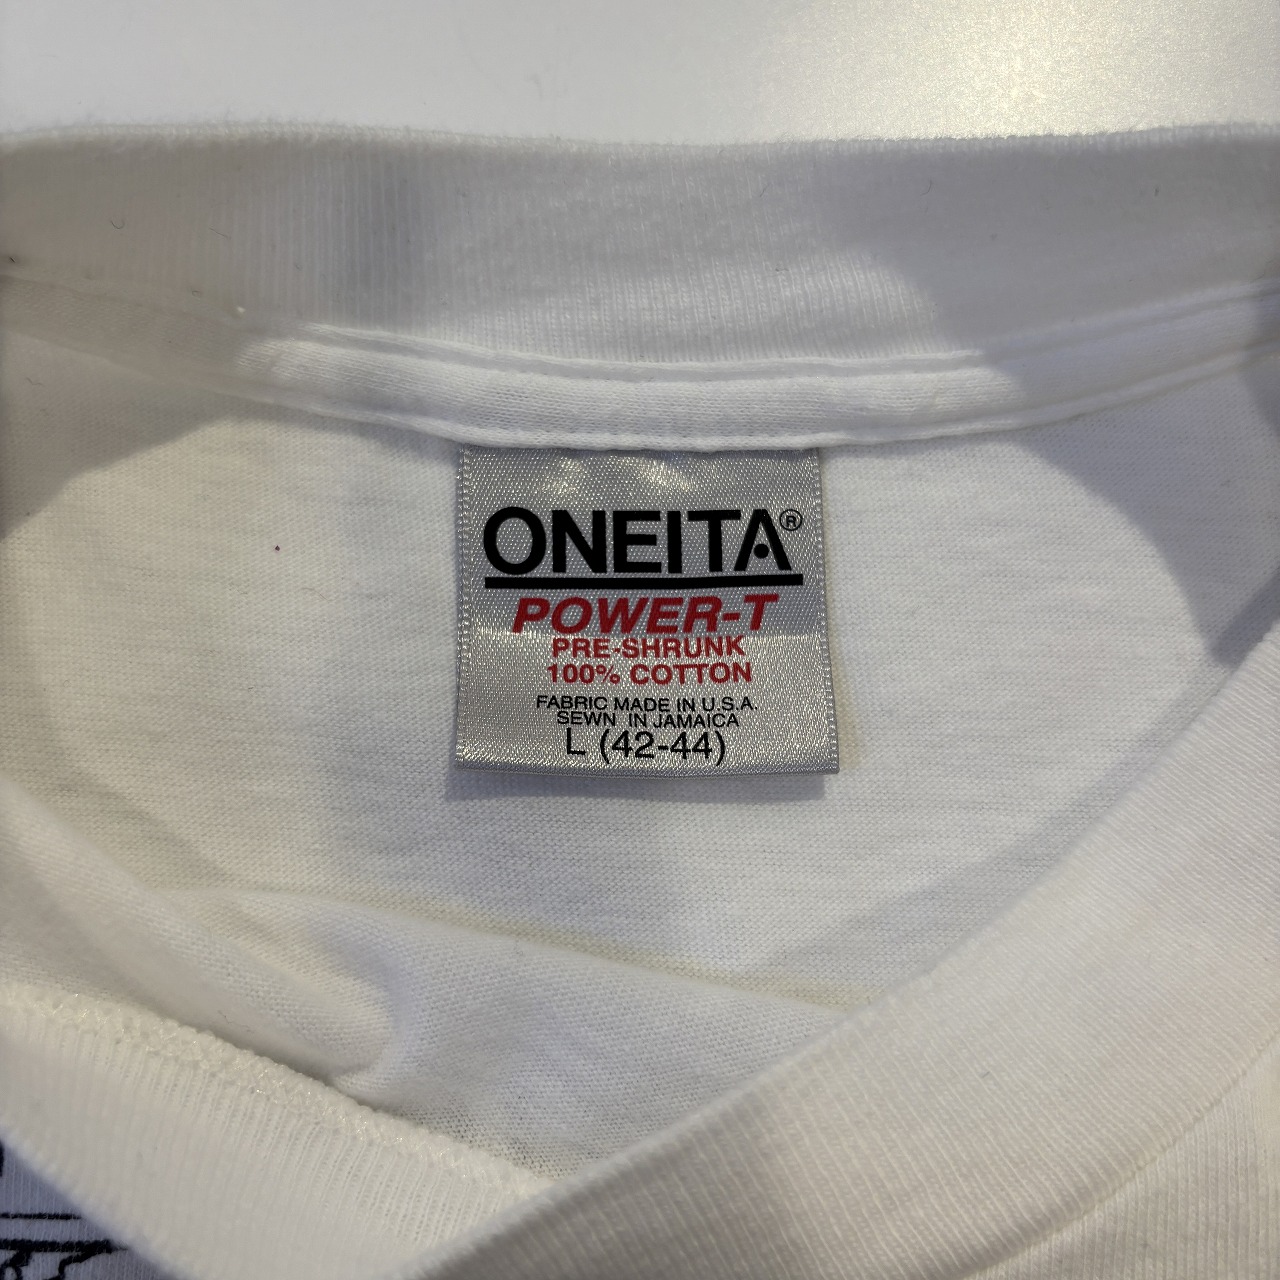 ONEITA®
POWER-T
PRE-SHRUNK
100% COTTON
FABRIC MADE IN U.S.A.
SEWN IN JAMAICA
L (42-44)